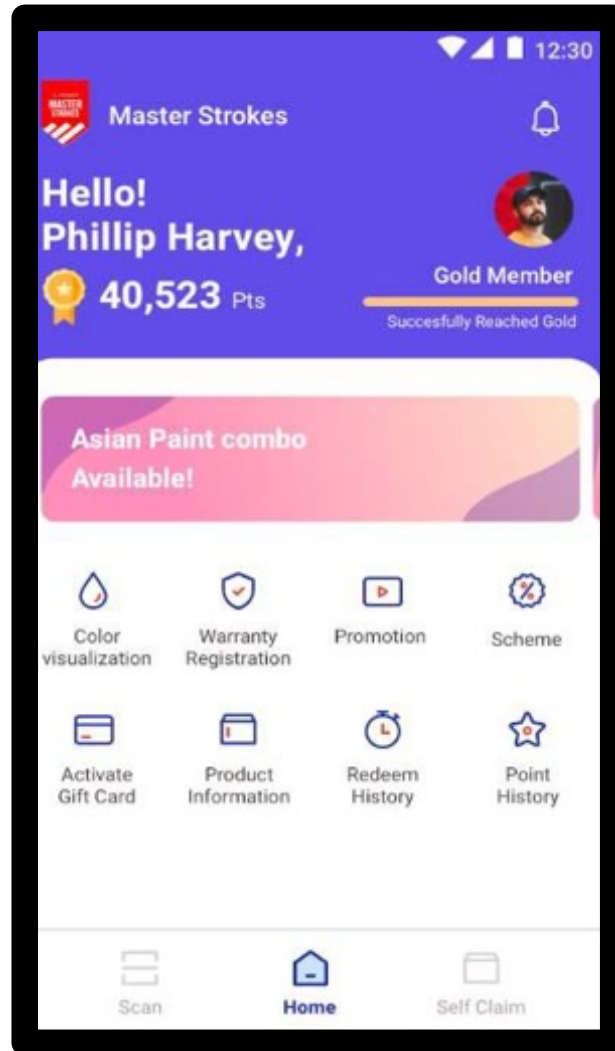 12:30
MASTER
STROKES
Master Strokes
Hello!
Phillip Harvey,
40,523 Pts
Gold Member
Succesfully Reached Gold
Asian Paint combo
Available!
Color
visualization
Warranty
Registration
Promotion
Scheme
Activate
Gift Card
Product
Information
Redeem
History
Point
History
Scan
Home
Self Claim